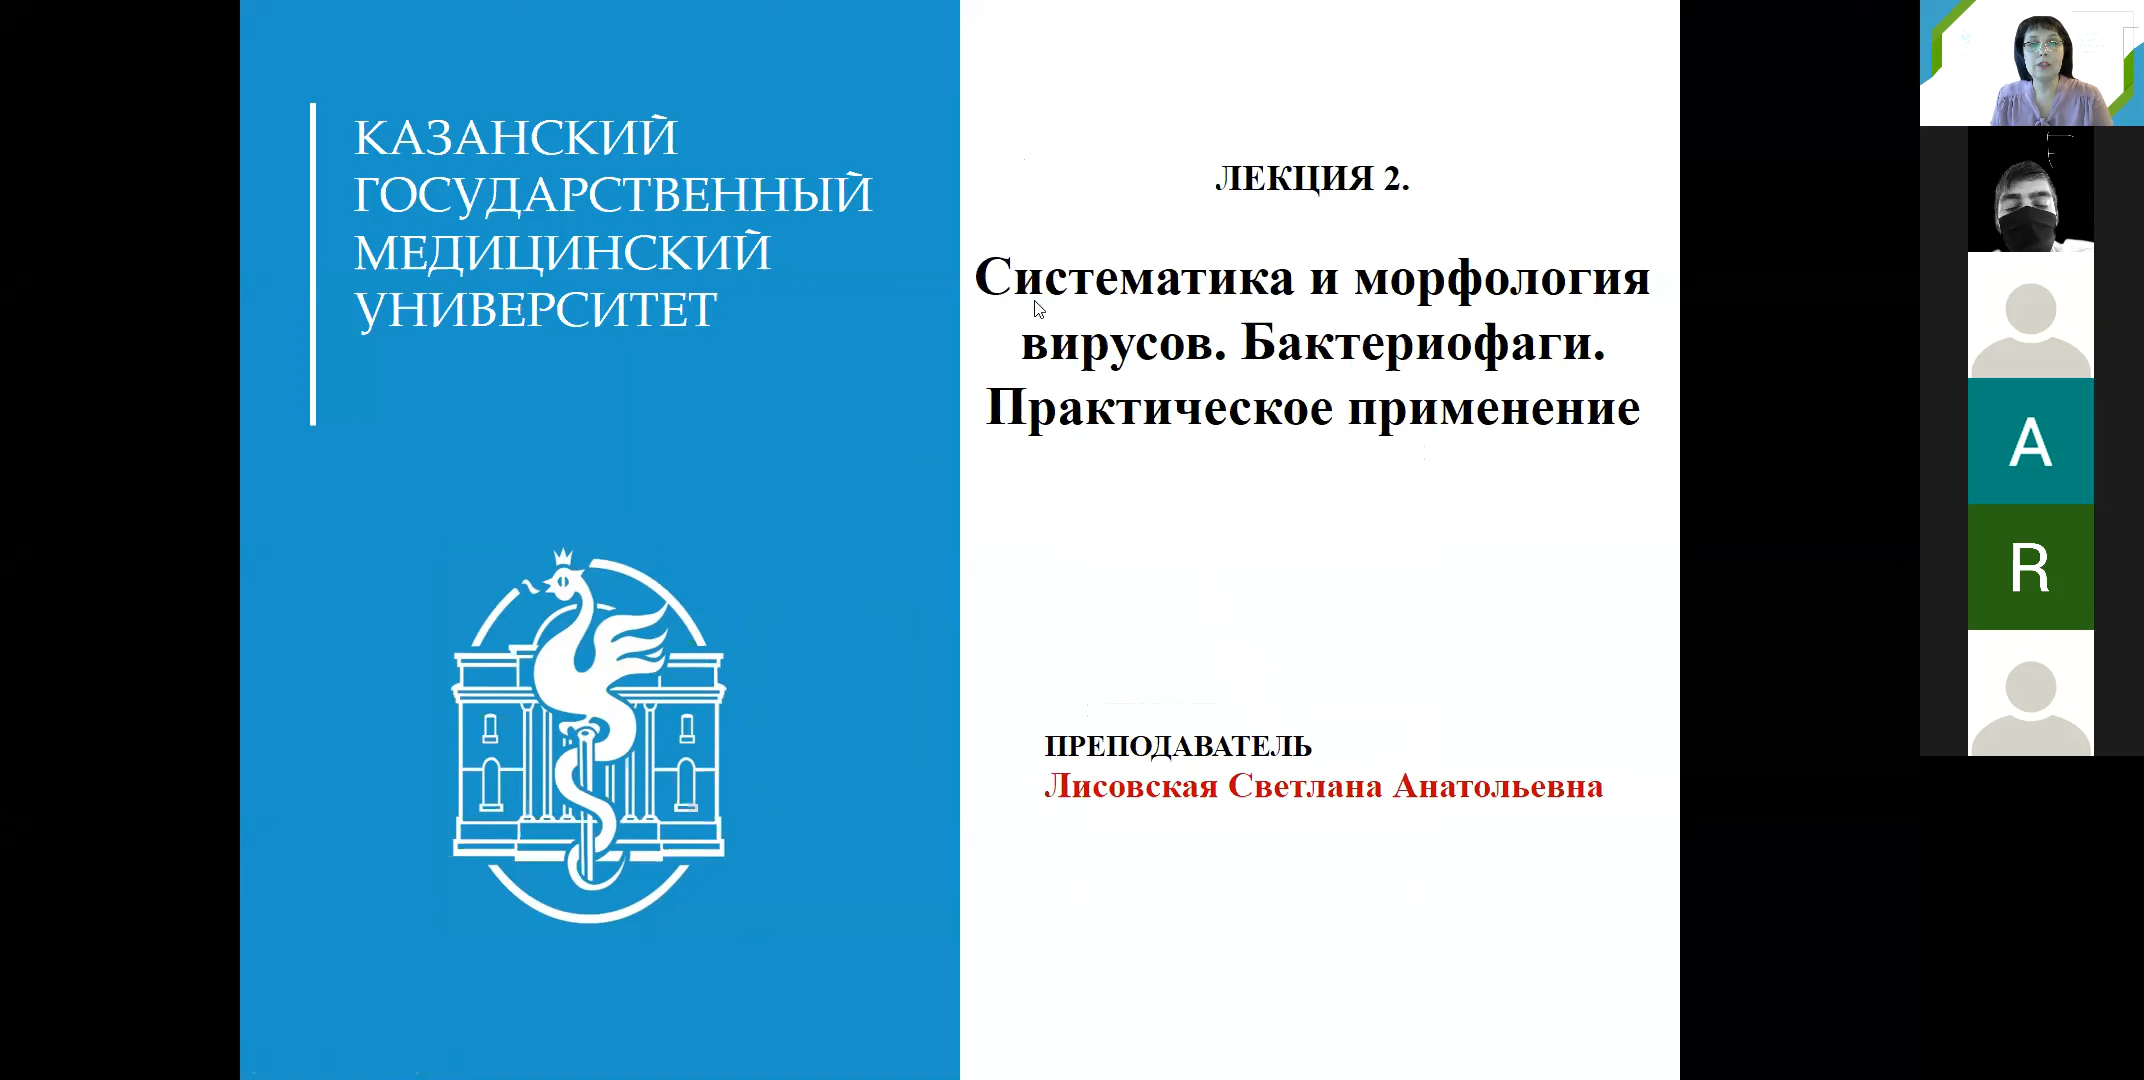 КАЗАНСКИЙ
ГОСУДАРСТВЕННЫЙ
МЕДИЦИНСКИЙ
УНИВЕРСИТЕТ
ЛЕКЦИЯ 2.
Систематика и морфология
вирусов. Бактериофаги.
Практическое применение
ПРЕПОДАВАТЕЛЬ
Лисовская Светлана Анатольевна
A
R